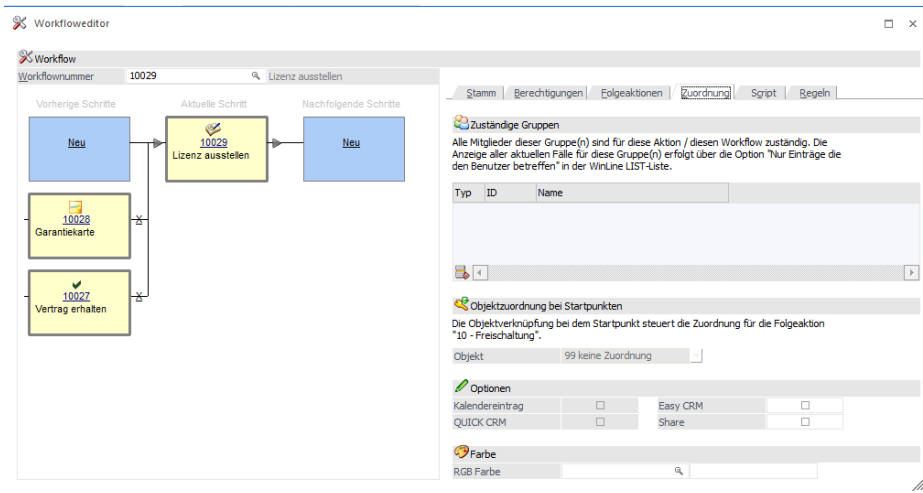 Workfloweditor
Workflow
Workflownummer 10029 Lizenz ausstellen
Vorherige Schritte Aktuelle Schritt Nachfolgende Schritte
Neu
10029
Lizenz ausstellen
Neu
10028
Garantiekarte
X
10027
Vertrag erhalten
X
Stamm Berechtigungen Folgeaktionen Zuordnung Script Regeln
Zuständige Gruppen
Alle Mitglieder dieser Gruppe(n) sind für diese Aktion / diesen Workflow zuständig. Die
Anzeige aller aktuellen Fälle für diese Gruppe(n) erfolgt über die Option "Nur Einträge die
den Benutzer betreffen" in der WinLine LIST-Liste.
Typ ID Name
Objektzuordnung bei Startpunkten
Die Objektverknüpfung bei dem Startpunkt steuert die Zuordnung für die Folgeaktion
"10 - Freischaltung".
Objekt 99 keine Zuordnung
Optionen
Kalendereintrag Easy CRM
QUICK CRM Share
Farbe
RGB Farbe